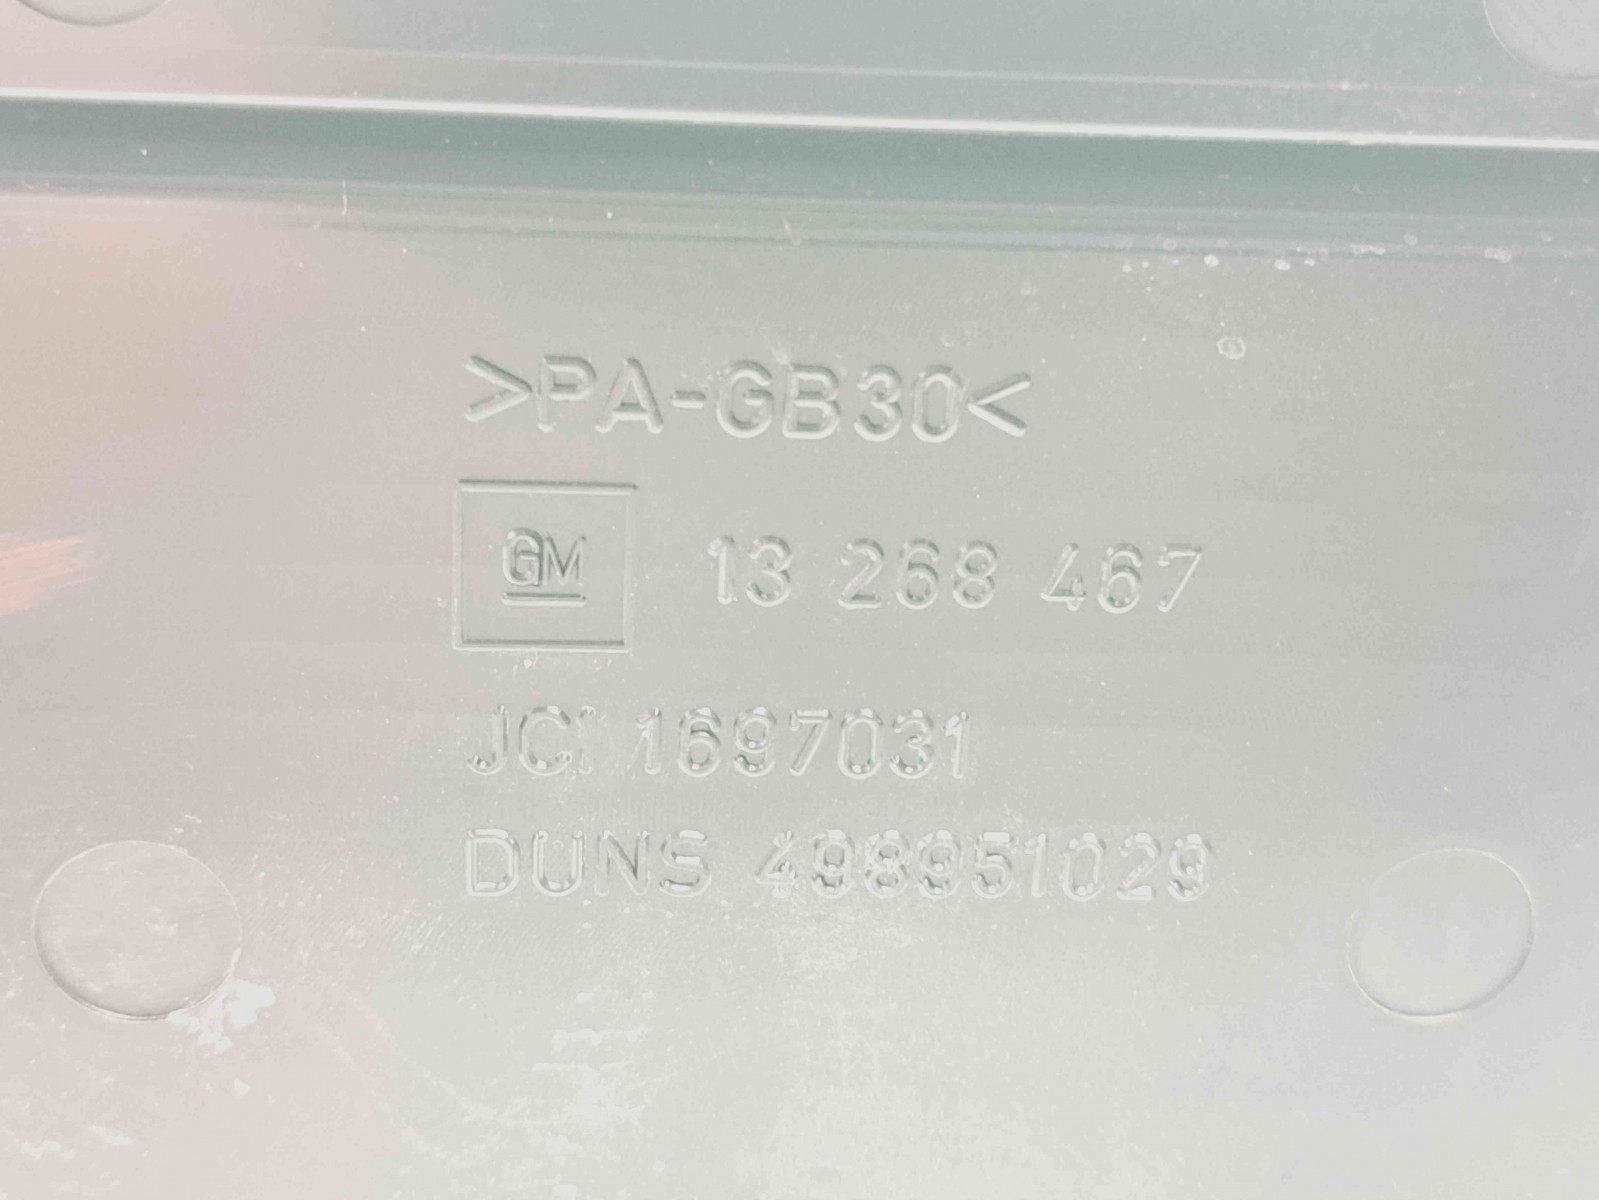 >PA-GB30<
GM 13 268 467
JCI 1697031
DUNS 498951029